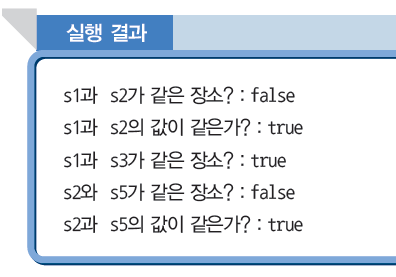 실행 결과
s1과 s2가 같은 장소? : false
s1과 s2의 값이 같은가? : true
s1과 s3가 같은 장소? : true
s2와 s5가 같은 장소? : false
s2과 s5의 값이 같은가? : true